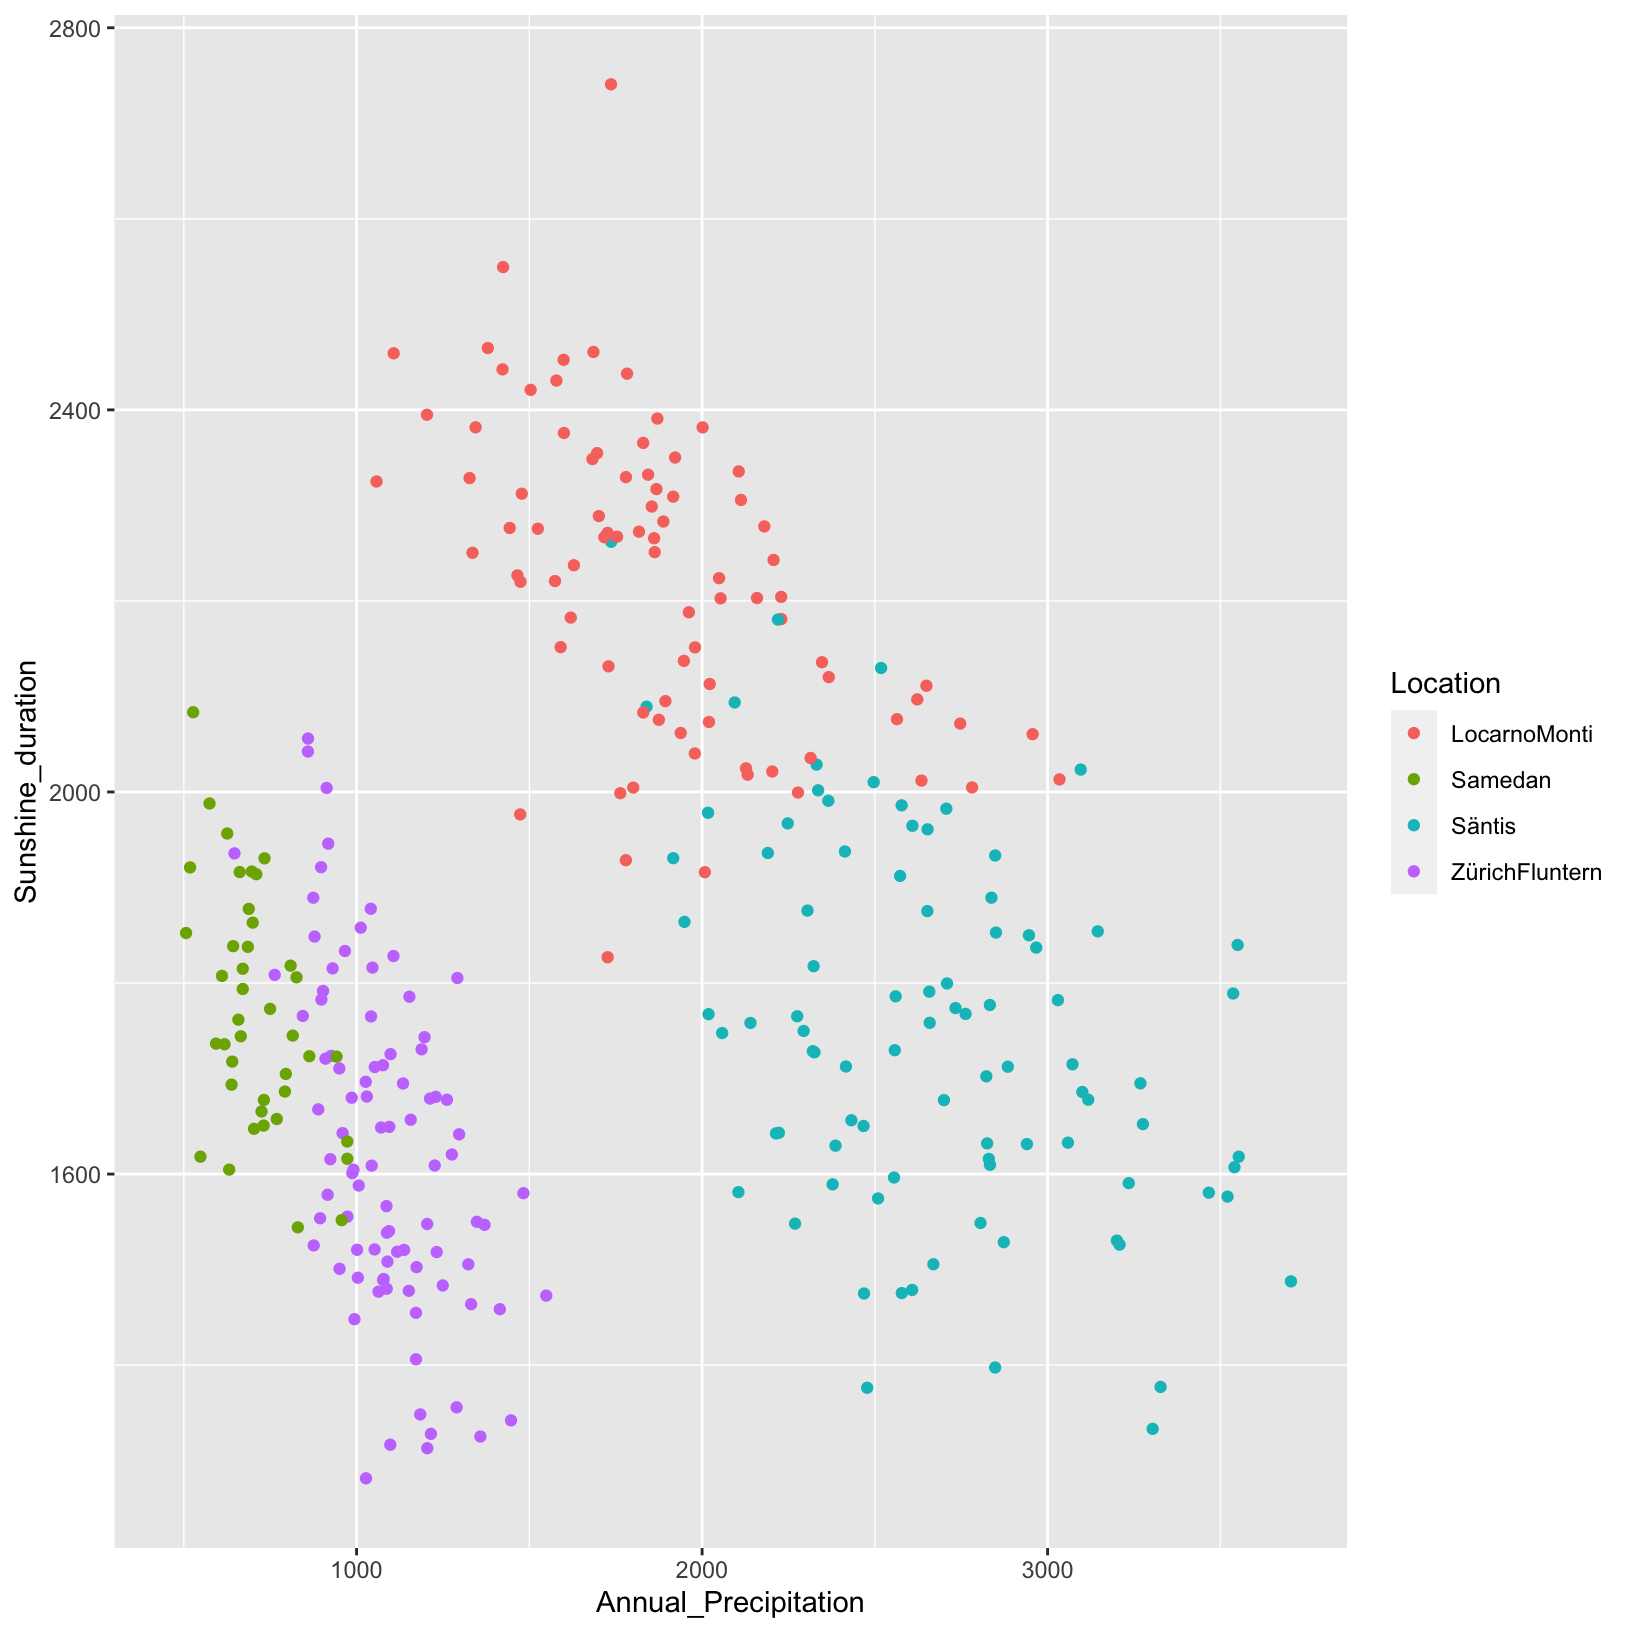 2800
2400
2000
1600
Sunshine_duration
1000
2000
3000
Annual_Precipitation
Location
LocarnoMonti
Samedan
Säntis
ZürichFluntern